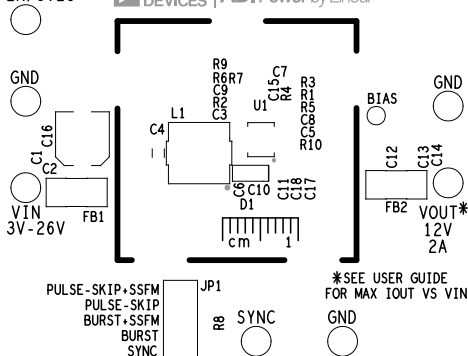 DEVICES | Power by Linear
GND
GND
BIAS
R9
R6R7
C9
R2
C3
C7
C15
R4
R3
R1
R5
C8
C5
R10
U1
L1
C4
C16
C1
C2
C12
C13
C14
C6
C10
D1
C11
C18
C17
FB1
FB2
VIN
3V-26V
VOUT*
12V
2A
cm 1
*SEE USER GUIDE
FOR MAX IOUT VS VIN
JP1
PULSE-SKIP+SSFM
PULSE-SKIP
BURST+SSFM
BURST
SYNC
R8
SYNC
GND